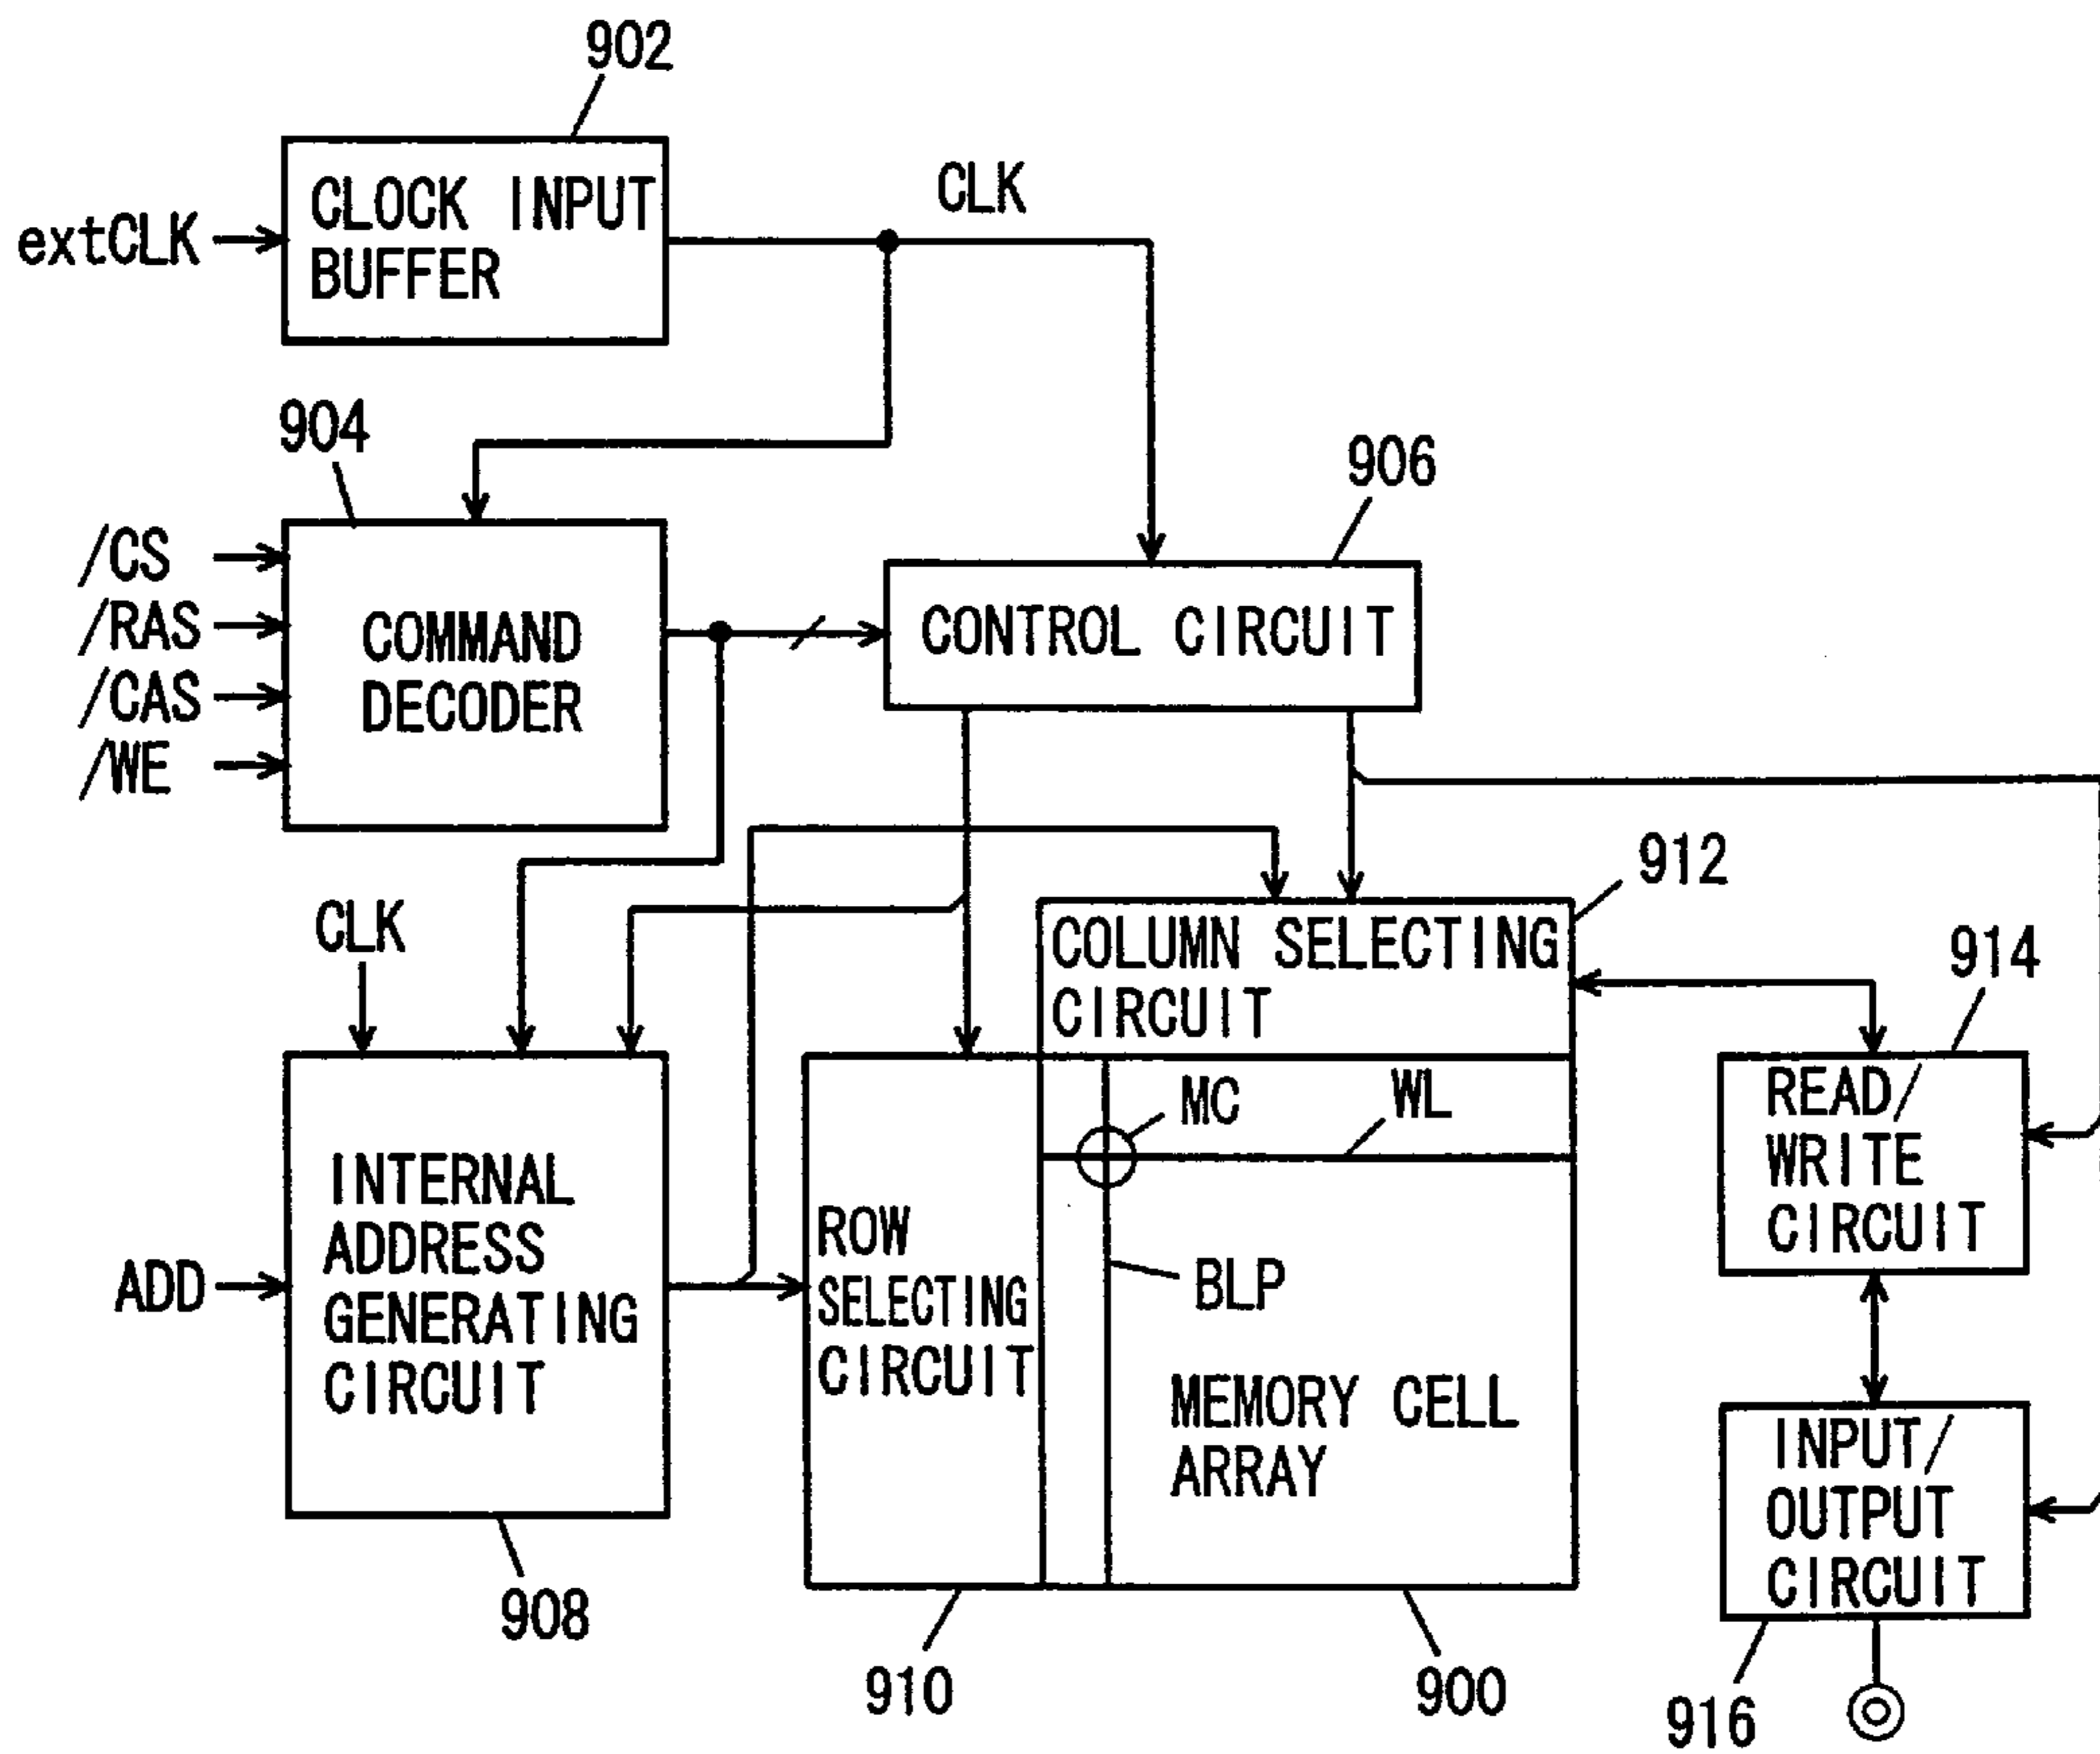 902
CLOCK INPUT
BUFFER
extCLK
CLK
904
906
/CS
/RAS
/CAS
/WE
COMMAND
DECODER
CONTROL CIRCUIT
912
CLK
COLUMN SELECTING
CIRCUIT
914
MC
WL
READ/
WRITE
CIRCUIT
INTERNAL
ADDRESS
GENERATING
CIRCUIT
ADD
ROW
SELECTING
CIRCUIT
BLP
MEMORY CELL
ARRAY
INPUT/
OUTPUT
CIRCUIT
908
910
900
916